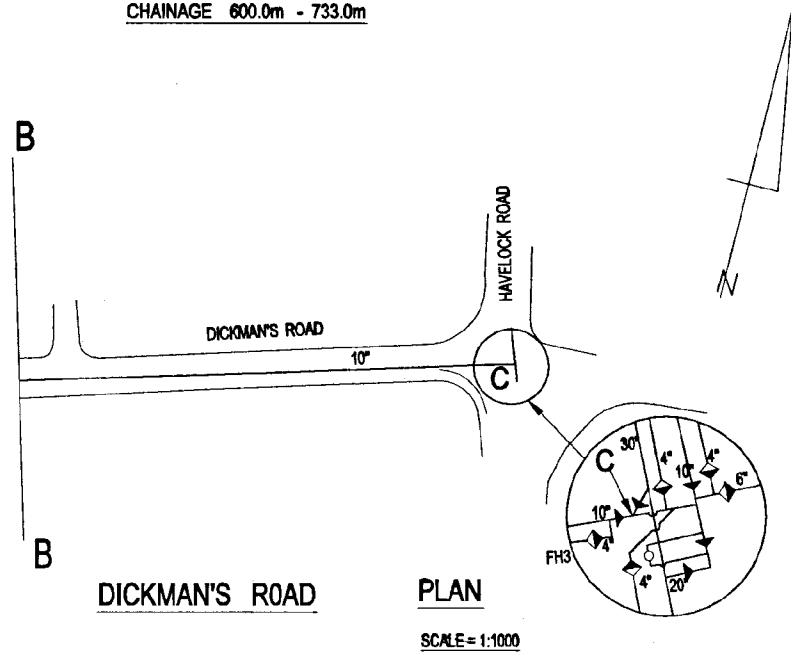 CHAINAGE 600.0m - 733.0m
B
HAVELOCK ROAD
N
DICKMAN'S ROAD
10"
C
30"
4"
10"
4"
C
6"
10"
4"
FH3
4"
20"
B
DICKMAN'S ROAD
PLAN
SCALE = 1:1000